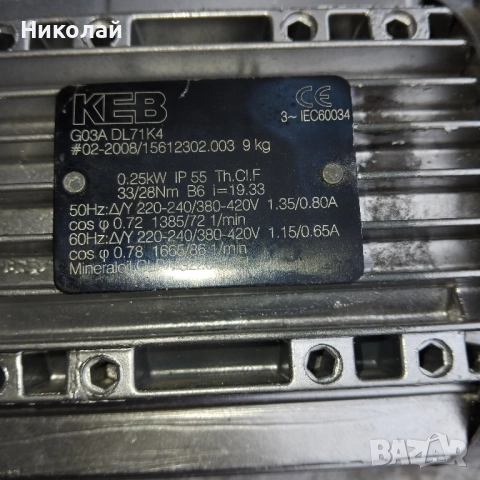 Николай
KEB
CE
G03A DL71K4
3~ IEC60034
#02-2008/15612302.003 9 kg
0.25kW IP 55 Th.Cl.F
33/28Nm B6 i=19.33
50Hz:Δ/Y 220-240/380-420V 1.35/0.80A
cos φ 0.72 1385/72 1/min
60Hz:Δ/Y 220-240/380-420V 1.15/0.65A
cos φ 0.78 1665/86 1/min
Mineraloil
BAZAR